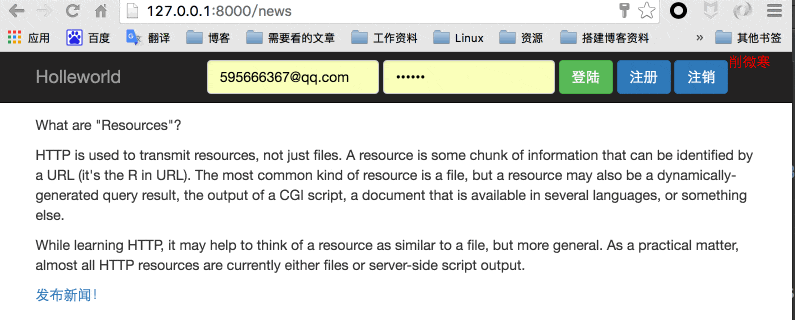 127.0.0.1:8000/news
应用 百度 翻译 博客 需要看的文章 工作资料 Linux 资源 搭建博客资料 » 其他书签
削微寒
Holleworld 595666367@qq.com •••••• 登陆 注册 注销
What are "Resources"?
HTTP is used to transmit resources, not just files. A resource is some chunk of information that can be identified by
a URL (it's the R in URL). The most common kind of resource is a file, but a resource may also be a dynamically-
generated query result, the output of a CGI script, a document that is available in several languages, or something
else.
While learning HTTP, it may help to think of a resource as similar to a file, but more general. As a practical matter,
almost all HTTP resources are currently either files or server-side script output.
发布新闻!